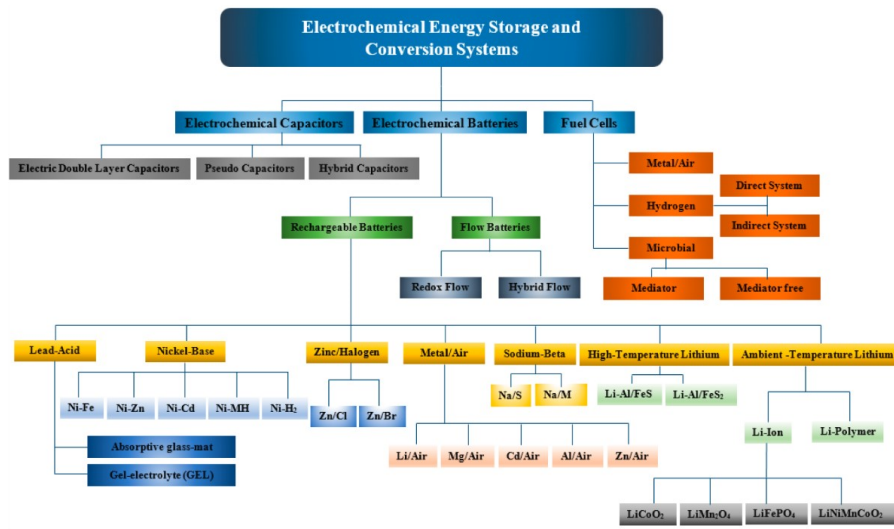 Electrochemical Energy Storage and
Conversion Systems
Electrochemical Capacitors
Electrochemical Batteries
Fuel Cells
Electric Double Layer Capacitors
Pseudo Capacitors
Hybrid Capacitors
Metal/Air
Direct System
Hydrogen
Indirect System
Rechargeable Batteries
Flow Batteries
Microbial
Redox Flow
Hybrid Flow
Mediator
Mediator free
Lead-Acid
Nickel-Base
Zinc/Halogen
Metal/Air
Sodium-Beta
High-Temperature Lithium
Ambient -Temperature Lithium
Ni-Fe
Ni-Zn
Ni-Cd
Ni-MH
Ni-H₂
Zn/Cl
Zn/Br
Na/S
Na/M
Li-Al/FeS
Li-Al/FeS₂
Li-Ion
Li-Polymer
Absorptive glass-mat
Gel-electrolyte (GEL)
Li/Air
Mg/Air
Cd/Air
Al/Air
Zn/Air
LiCoO₂
LiMn₂O₄
LiFePO₄
LiNiMnCoO₂